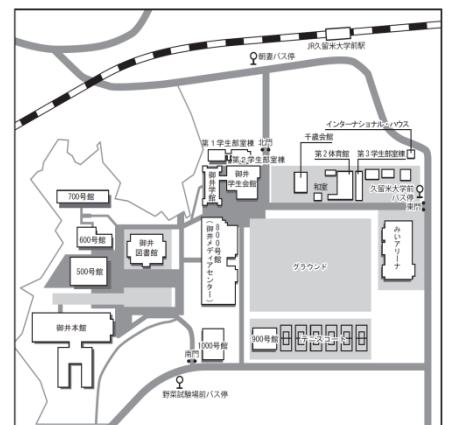 JR久留米大学前駅
朝妻バス停
インターナショナル・ハウス
千歳会館
第1学生部室棟
北門
第2学生部室棟
第2体育館
第3学生部室棟
御井学館
御井
学生会館
和室
久留米大学前
バス停
東門
700号館
600号館
500号館
御井
図書館
800号館
(御井メディアセンター)
グラウンド
みいアリーナ
御井本館
1000号館
900号館
テニスコート
南門
野菜試験場前バス停